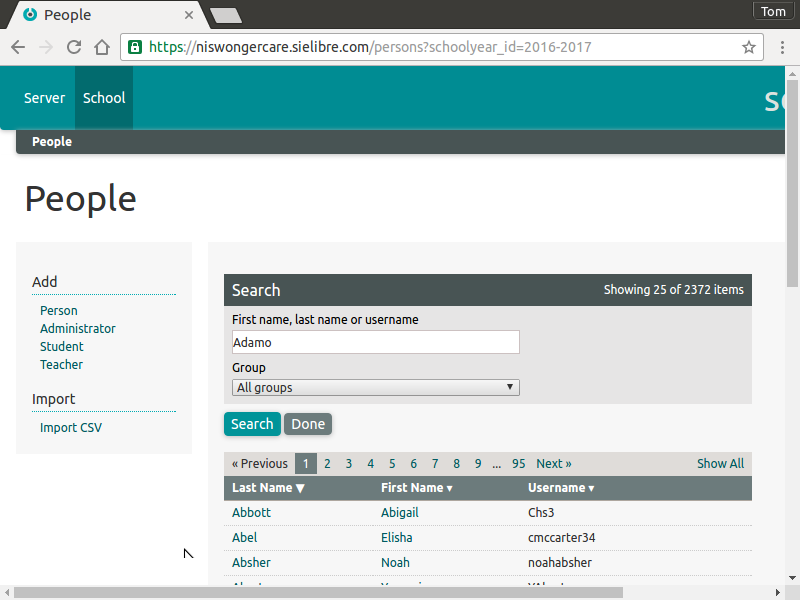 People
Tom
https://niswongercare.sielibre.com/persons?schoolyear_id=2016-2017
Server
School
People
People
Add
Person
Administrator
Student
Teacher
Import
Import CSV
Search
Showing 25 of 2372 items
First name, last name or username
Adamo
Group
All groups
Search
Done
« Previous 1 2 3 4 5 6 7 8 9 ... 95 Next » Show All
Last Name ▼ First Name ▾ Username ▾
Abbott Abigail Chs3
Abel Elisha cmccarter34
Absher Noah noahabsher